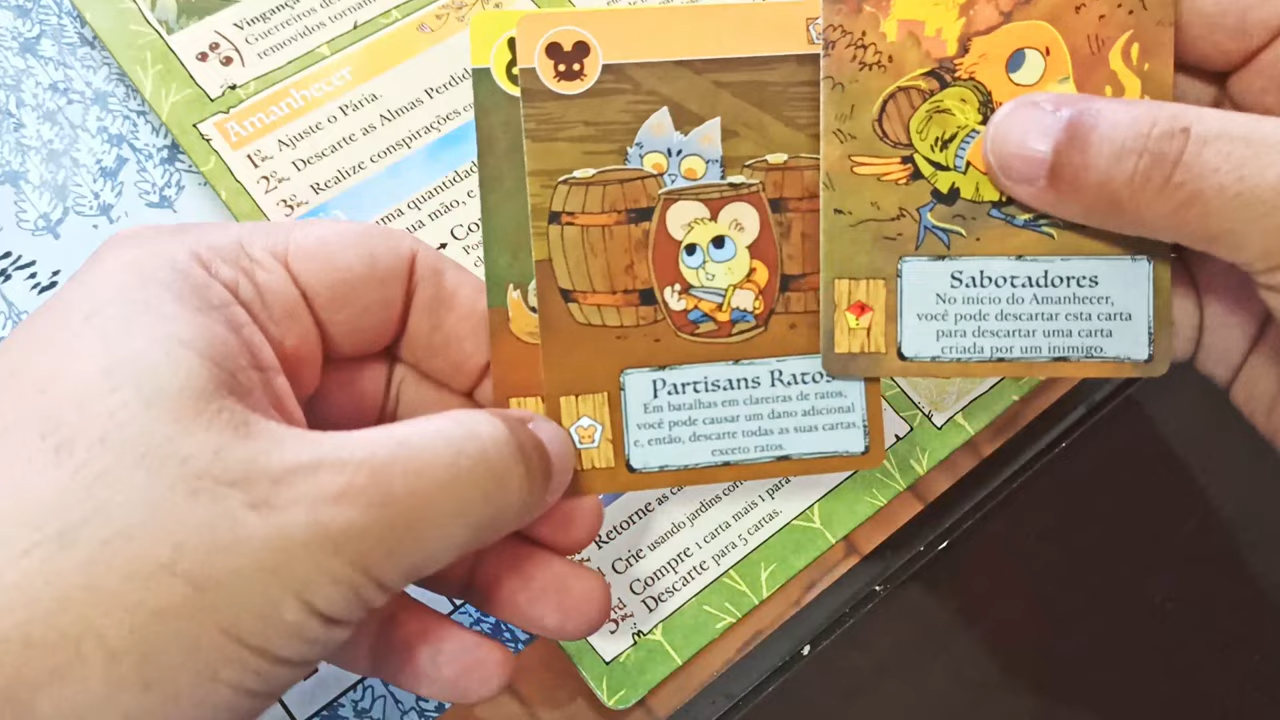 Vingança
Guerreiros de
removidos tornam
Amanhecer
1º Ajuste o Pária.
2º Descarte as Almas Perdid
3º Realize conspirações
uma quantidad
ua mão, e
Co
Partisans Ratos
Em batalhas em clareiras de ratos,
você pode causar um dano adicional
e, então, descarte todas as suas cartas,
exceto ratos.
Sabotadores
No início do Amanhecer,
você pode descartar esta carta
para descartar uma carta
criada por um inimigo.
Retorne as ca
Crie usando jardins cor
Compre 1 carta mais 1 para
Descarte para 5 cartas.